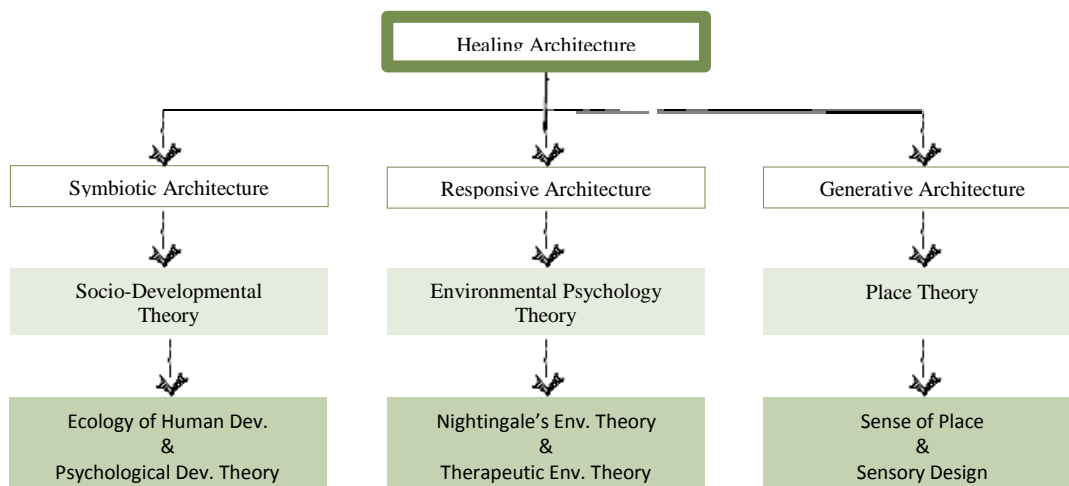 Healing Architecture
Symbiotic Architecture
Responsive Architecture
Generative Architecture
Socio-Developmental
Theory
Environmental Psychology
Theory
Place Theory
Ecology of Human Dev.
&
Psychological Dev. Theory
Nightingale’s Env. Theory
&
Therapeutic Env. Theory
Sense of Place
&
Sensory Design